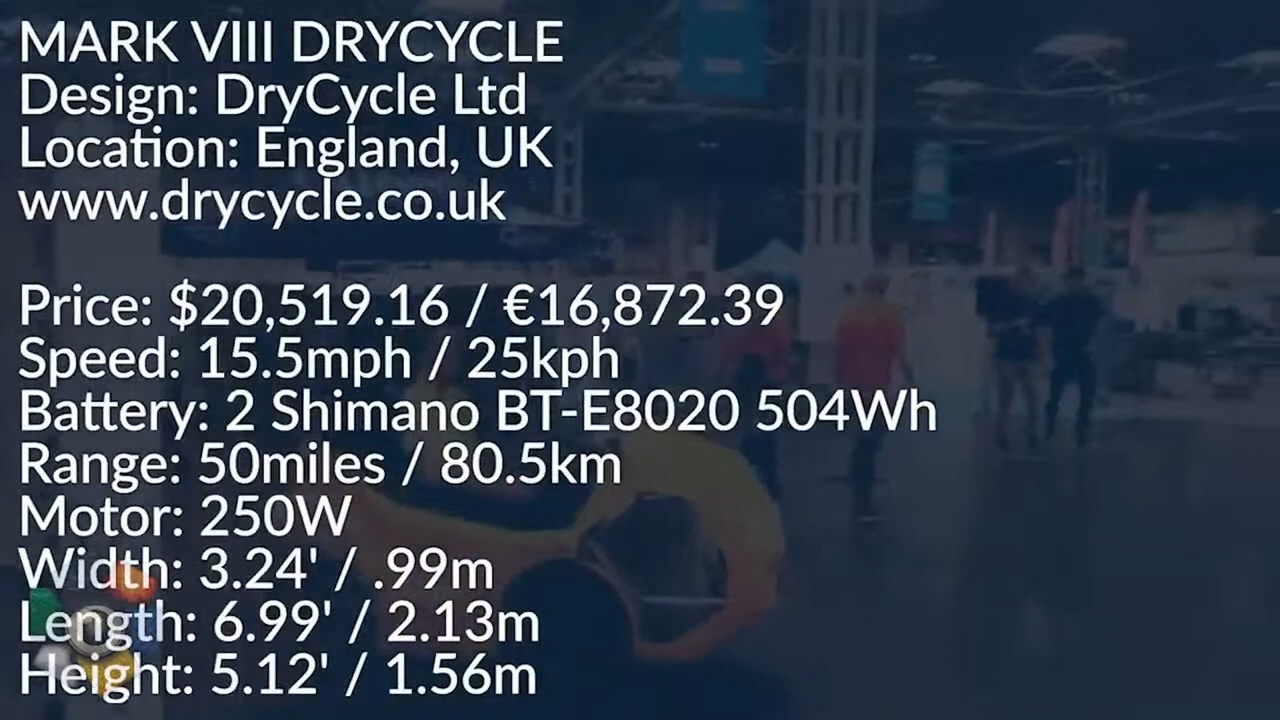 MARK VIII DRYCYCLE
Design: DryCycle Ltd
Location: England, UK
www.drycycle.co.uk
Price: $20,519.16 / €16,872.39
Speed: 15.5mph / 25kph
Battery: 2 Shimano BT-E8020 504Wh
Range: 50miles / 80.5km
Motor: 250W
Width: 3.24' / .99m
Length: 6.99' / 2.13m
Height: 5.12' / 1.56m